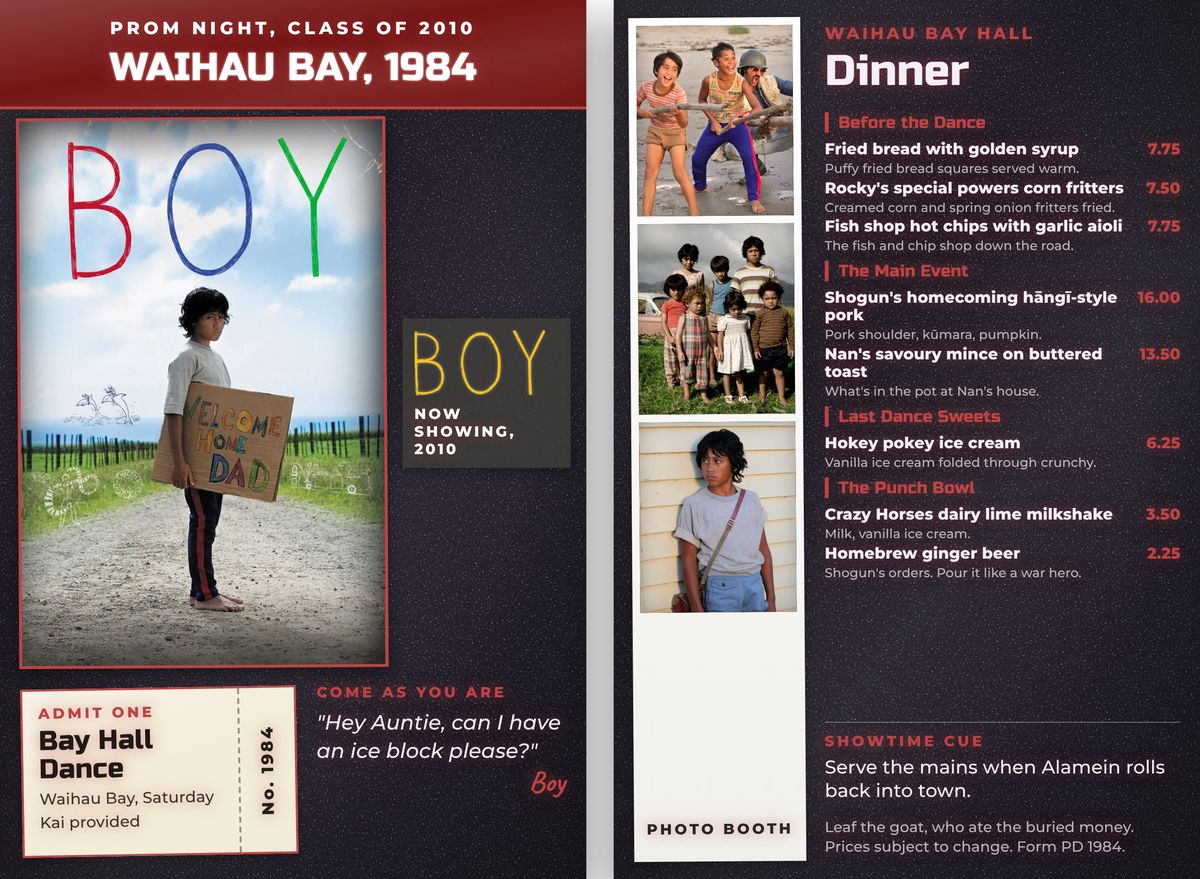 PROM NIGHT, CLASS OF 2010
WAIHAU BAY, 1984
BOY
WELCOME
HOME
DAD
BOY
NOW
SHOWING,
2010
ADMIT ONE
Bay Hall
Dance
Waihau Bay, Saturday
Kai provided
No. 1984
COME AS YOU ARE
"Hey Auntie, can I have
an ice block please?"
Boy
PHOTO BOOTH
WAIHAU BAY HALL
Dinner
Before the Dance
Fried bread with golden syrup 7.75
Puffy fried bread squares served warm.
Rocky's special powers corn fritters 7.50
Creamed corn and spring onion fritters fried.
Fish shop hot chips with garlic aioli 7.75
The fish and chip shop down the road.
The Main Event
Shogun's homecoming hāngī-style 16.00
pork
Pork shoulder, kūmara, pumpkin.
Nan's savoury mince on buttered 13.50
toast
What's in the pot at Nan's house.
Last Dance Sweets
Hokey pokey ice cream 6.25
Vanilla ice cream folded through crunchy.
The Punch Bowl
Crazy Horses dairy lime milkshake 3.50
Milk, vanilla ice cream.
Homebrew ginger beer 2.25
Shogun's orders. Pour it like a war hero.
SHOWTIME CUE
Serve the mains when Alamein rolls
back into town.
Leaf the goat, who ate the buried money.
Prices subject to change. Form PD 1984.